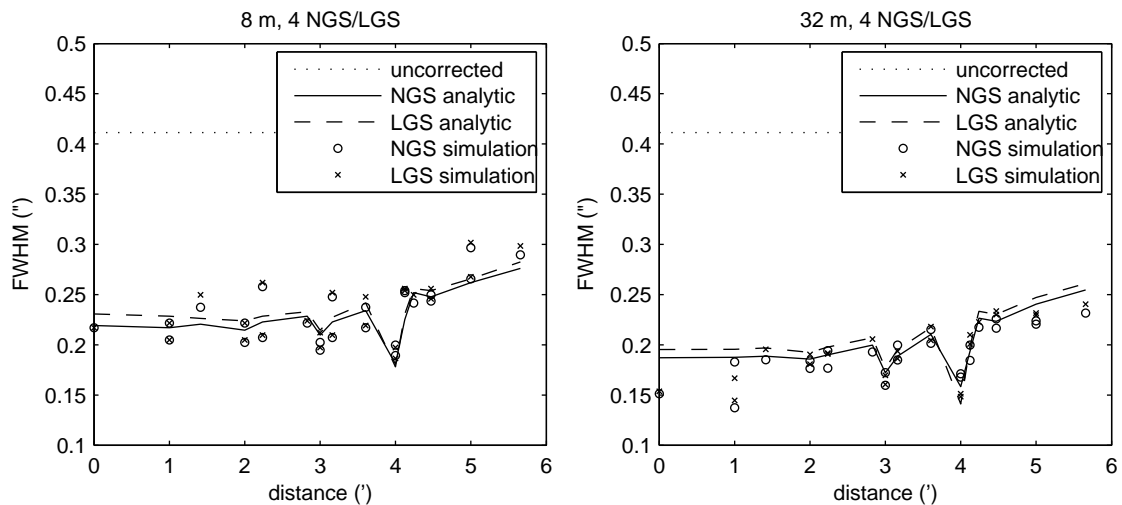 8 m, 4 NGS/LGS
0.5
0.45
0.4
0.35
0.3
0.25
0.2
0.15
0.1
FWHM (")
0 1 2 3 4 5 6
distance (')
uncorrected
NGS analytic
LGS analytic
NGS simulation
LGS simulation
32 m, 4 NGS/LGS
0.5
0.45
0.4
0.35
0.3
0.25
0.2
0.15
0.1
FWHM (")
0 1 2 3 4 5 6
distance (')
uncorrected
NGS analytic
LGS analytic
NGS simulation
LGS simulation